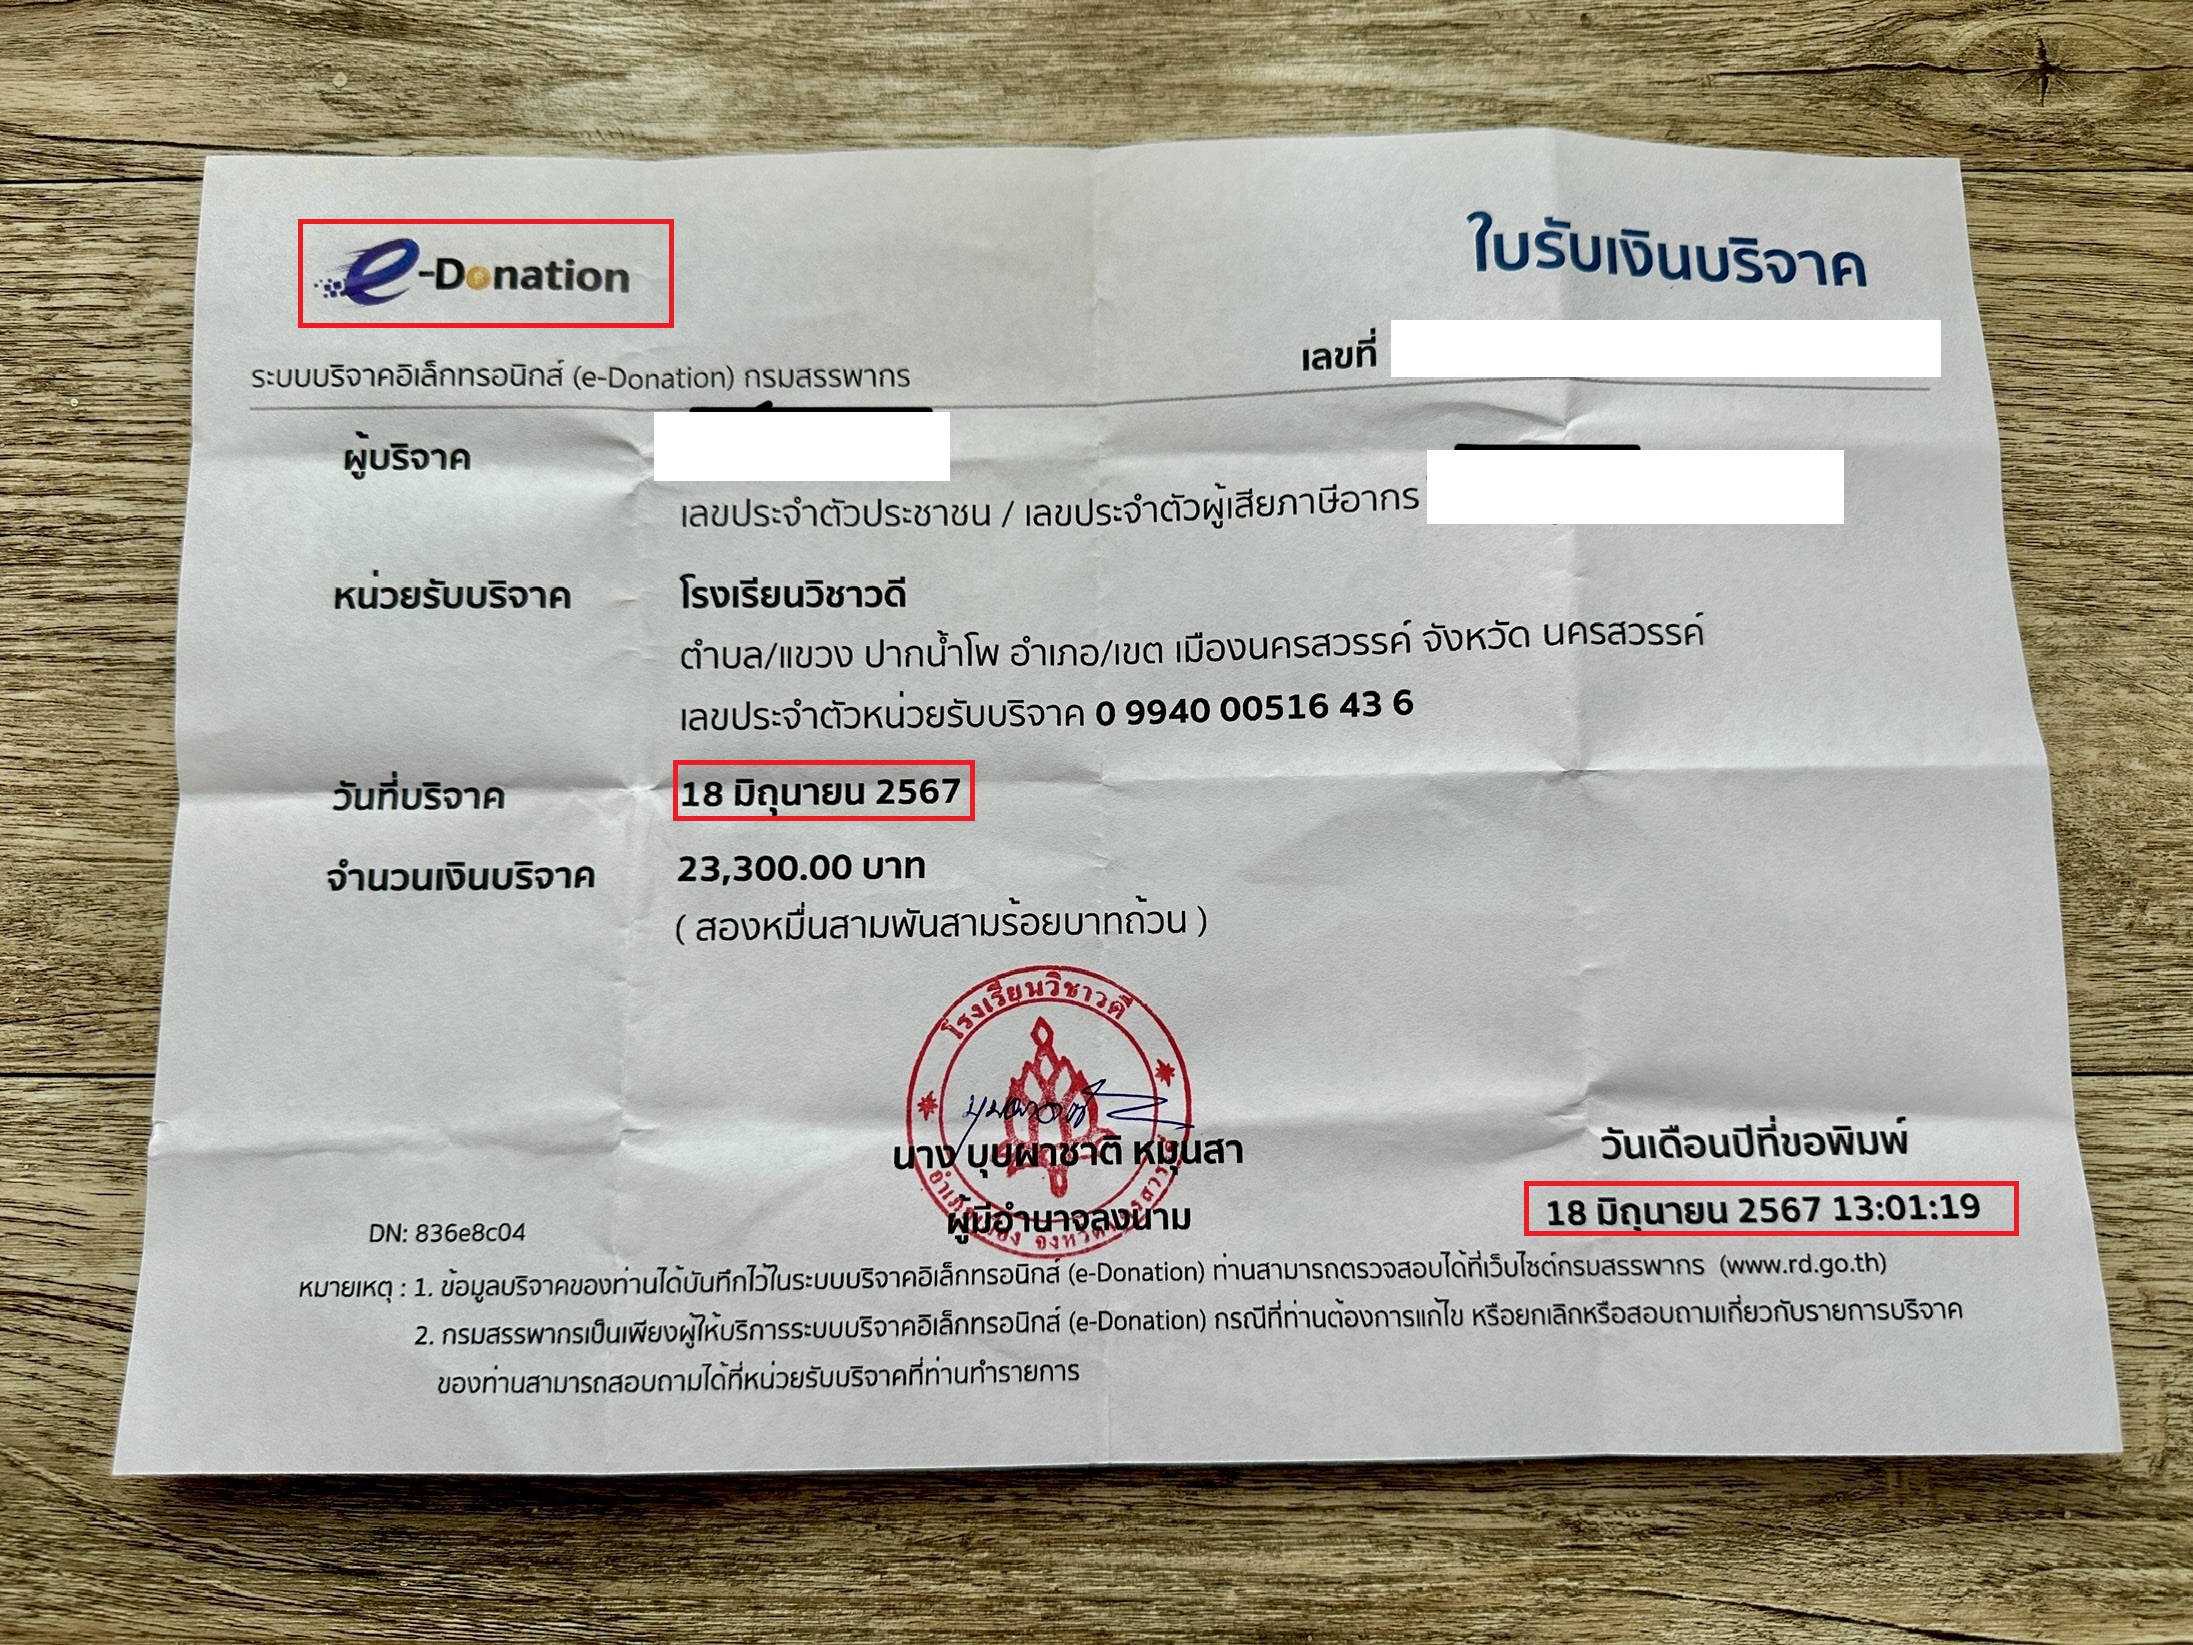 e-Donation
ใบรับเงินบริจาค
ระบบบริจาคอิเล็กทรอนิกส์ (e-Donation) กรมสรรพากร
เลขที่
ผู้บริจาค
เลขประจำตัวประชาชน / เลขประจำตัวผู้เสียภาษีอากร
หน่วยรับบริจาค โรงเรียนวิชาวดี
ตำบล/แขวง ปากน้ำโพ อำเภอ/เขต เมืองนครสวรรค์ จังหวัด นครสวรรค์
เลขประจำตัวหน่วยรับบริจาค 0 9940 00516 43 6
วันที่บริจาค 18 มิถุนายน 2567
จำนวนเงินบริจาค 23,300.00 บาท
( สองหมื่นสามพันสามร้อยบาทถ้วน )
โรงเรียนวิชาวดี
นาง บุบผาชาติ หมุนสา
ผู้มีอำนาจลงนาม
วันเดือนปีที่ขอพิมพ์
18 มิถุนายน 2567 13:01:19
DN: 836e8c04
หมายเหตุ : 1. ข้อมูลบริจาคของท่านได้บันทึกไว้ในระบบบริจาคอิเล็กทรอนิกส์ (e-Donation) ท่านสามารถตรวจสอบได้ที่เว็บไซต์กรมสรรพากร (www.rd.go.th)
2. กรมสรรพากรเป็นเพียงผู้ให้บริการระบบบริจาคอิเล็กทรอนิกส์ (e-Donation) กรณีที่ท่านต้องการแก้ไข หรือยกเลิกหรือสอบถามเกี่ยวกับรายการบริจาค
ของท่านสามารถสอบถามได้ที่หน่วยรับบริจาคที่ท่านทำรายการ